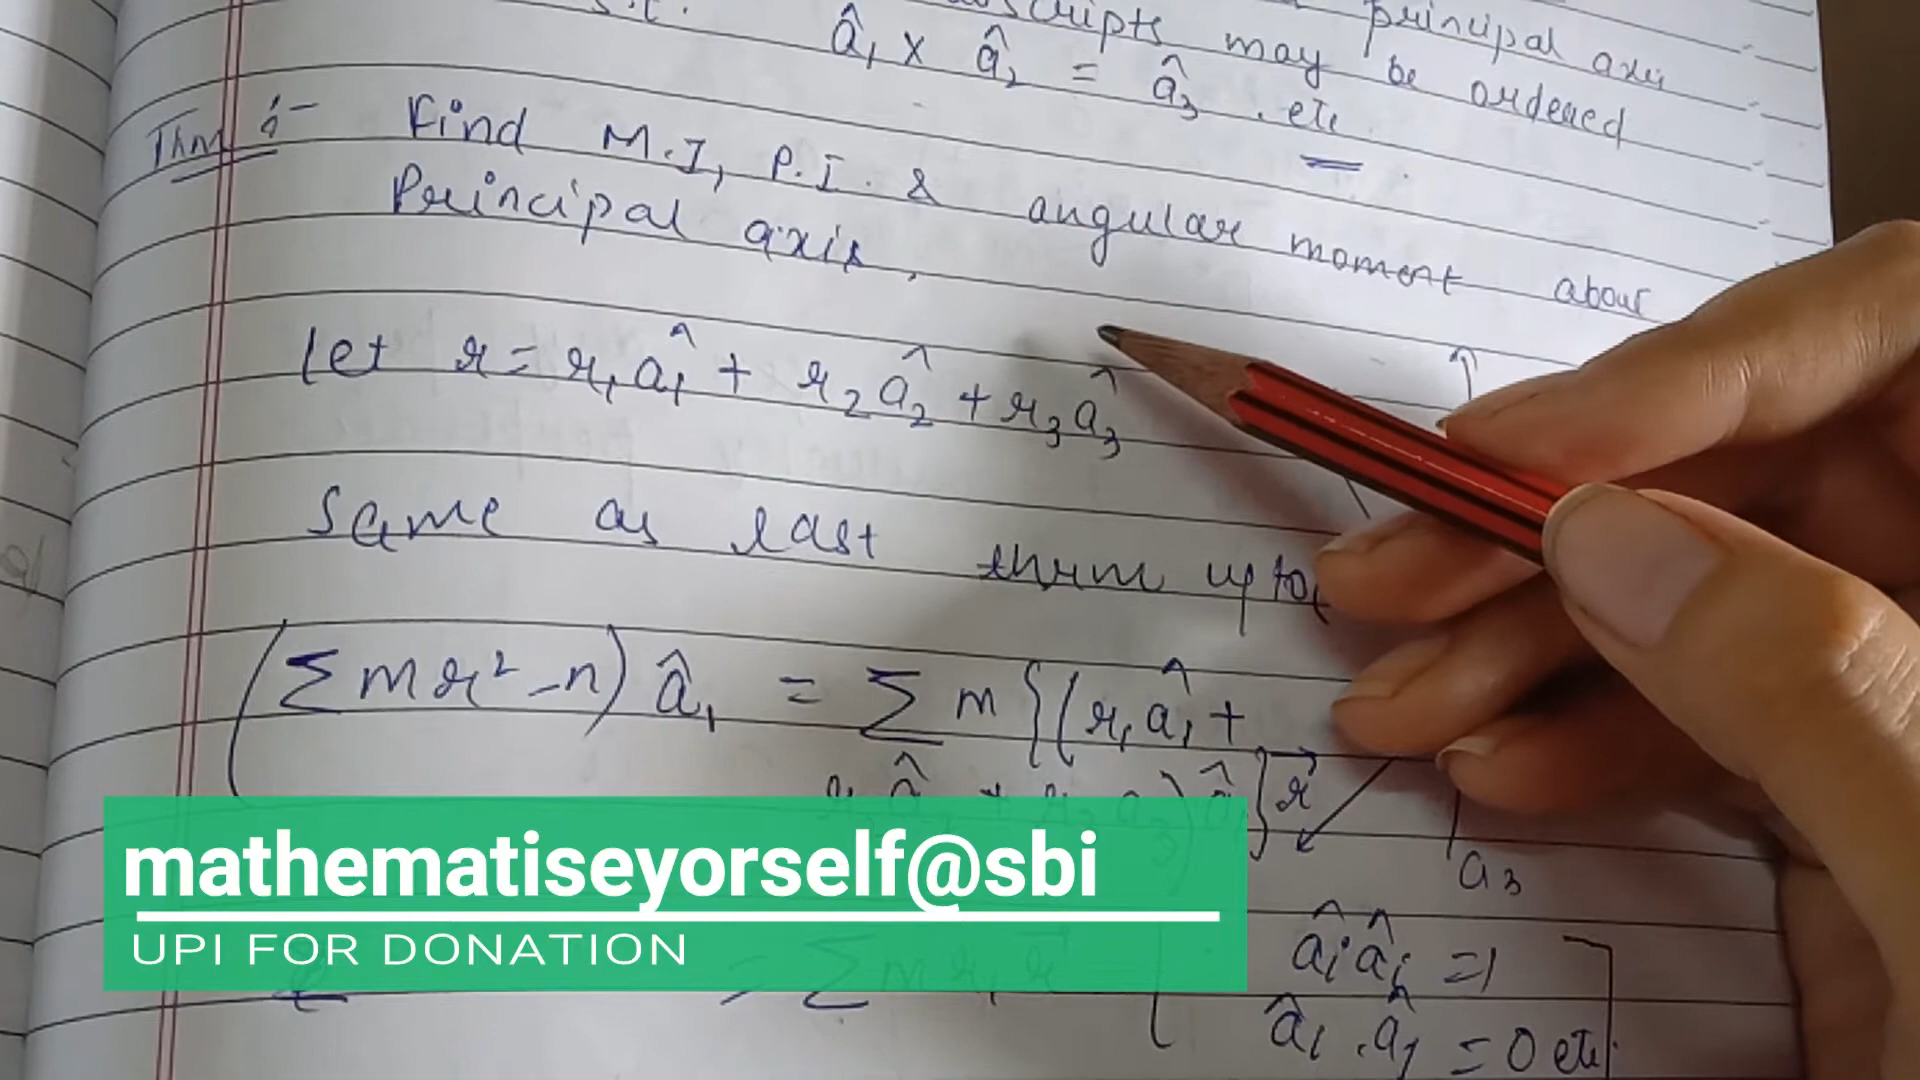 principal axis
subscripts may be ordered
s.t. â₁ × â₂ = â₃ . etc.
Thm :- Find M.I, P.I. & angular moment about
Principal axis,
let r = r₁â₁ + r₂â₂ + r₃â₃
Same as last thrm upto
(Σmr² - n) â₁ = Σ m {(r₁â₁ +
r⃗
a₃
mathematiseyorself@sbi
UPI FOR DONATION
= Σ m r₁ r⃗
âᵢ âᵢ = 1
âᵢ . âⱼ = 0 etc